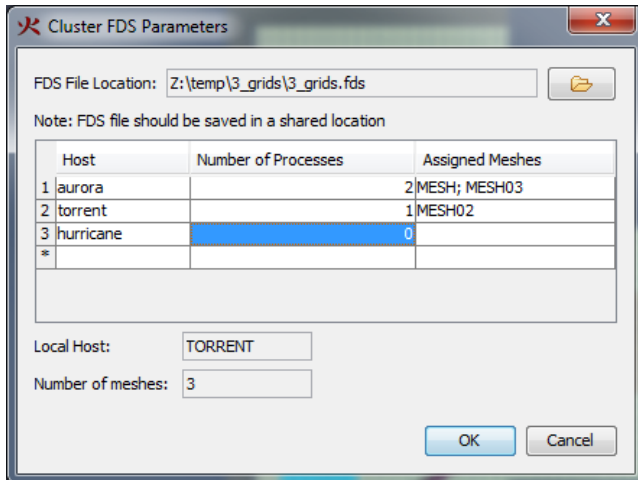 火 Cluster FDS Parameters
FDS File Location: Z:\temp\3_grids\3_grids.fds
Note: FDS file should be saved in a shared location
Host Number of Processes Assigned Meshes
1 aurora 2 MESH; MESH03
2 torrent 1 MESH02
3 hurricane 0
*
Local Host: TORRENT
Number of meshes: 3
OK Cancel